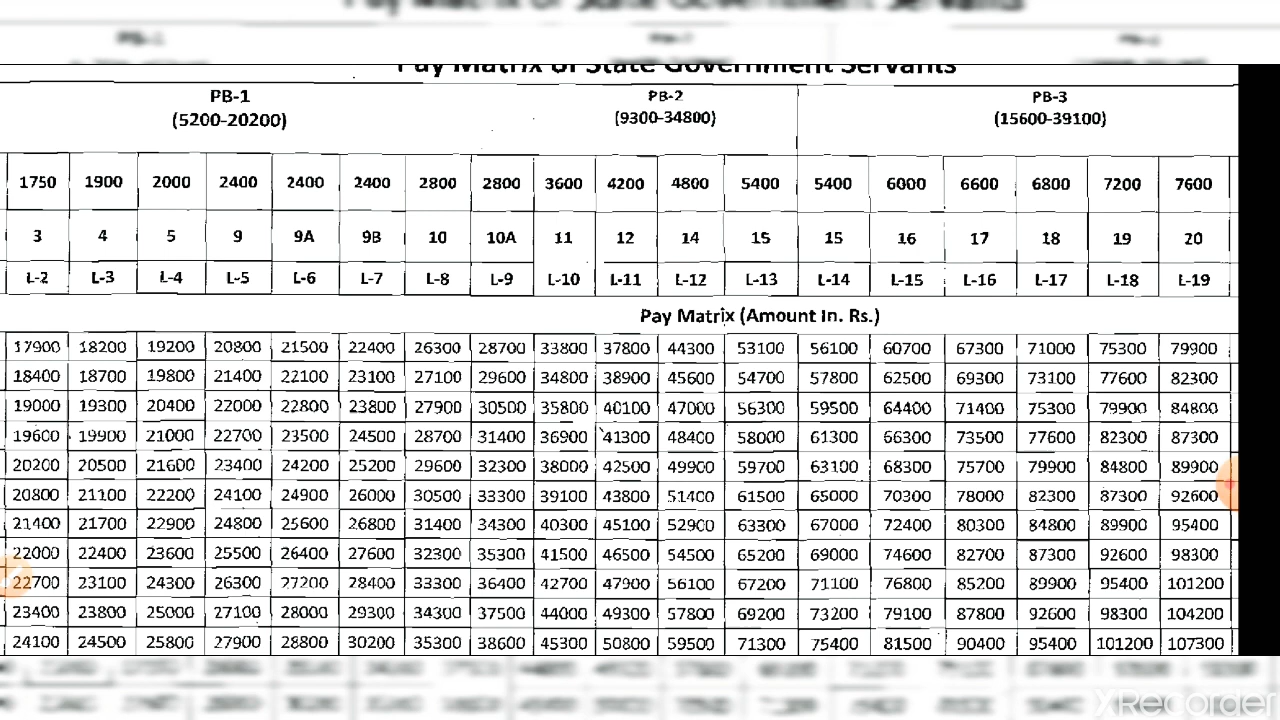 Pay Matrix of State Government Servants
PB-1 PB-2 PB-3
(5200-20200) (9300-34800) (15600-39100)
1750 1900 2000 2400 2400 2400 2800 2800 3600 4200 4800 5400 5400 6000 6600 6800 7200 7600
3 4 5 9 9A 9B 10 10A 11 12 14 15 15 16 17 18 19 20
L-2 L-3 L-4 L-5 L-6 L-7 L-8 L-9 L-10 L-11 L-12 L-13 L-14 L-15 L-16 L-17 L-18 L-19
Pay Matrix (Amount In. Rs.)
17900 18200 19200 20800 21500 22400 26300 28700 33800 37800 44300 53100 56100 60700 67300 71000 75300 79900
18400 18700 19800 21400 22100 23100 27100 29600 34800 38900 45600 54700 57800 62500 69300 73100 77600 82300
19000 19300 20400 22000 22800 23800 27900 30500 35800 40100 47000 56300 59500 64400 71400 75300 79900 84800
19600 19900 21000 22700 23500 24500 28700 31400 36900 41300 48400 58000 61300 66300 73500 77600 82300 87300
20200 20500 21600 23400 24200 25200 29600 32300 38000 42500 49900 59700 63100 68300 75700 79900 84800 89900
20800 21100 22200 24100 24900 26000 30500 33300 39100 43800 51400 61500 65000 70300 78000 82300 87300 92600
21400 21700 22900 24800 25600 26800 31400 34300 40300 45100 52900 63300 67000 72400 80300 84800 89900 95400
22000 22400 23600 25500 26400 27600 32300 35300 41500 46500 54500 65200 69000 74600 82700 87300 92600 98300
22700 23100 24300 26300 27200 28400 33300 36400 42700 47900 56100 67200 71100 76800 85200 89900 95400 101200
23400 23800 25000 27100 28000 29300 34300 37500 44000 49300 57800 69200 73200 79100 87800 92600 98300 104200
24100 24500 25800 27900 28800 30200 35300 38600 45300 50800 59500 71300 75400 81500 90400 95400 101200 107300
XRecorder